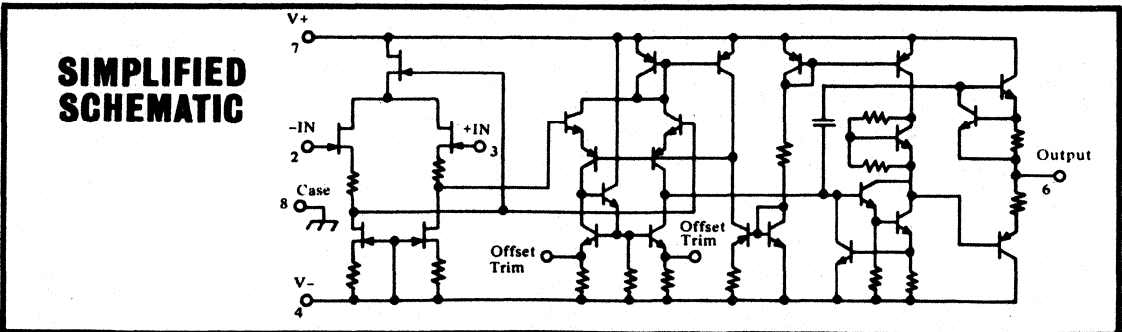 SIMPLIFIED
SCHEMATIC
V+
7
-IN
2
+IN
3
Case
8
V-
4
Offset
Trim
Offset
Trim
Output
6